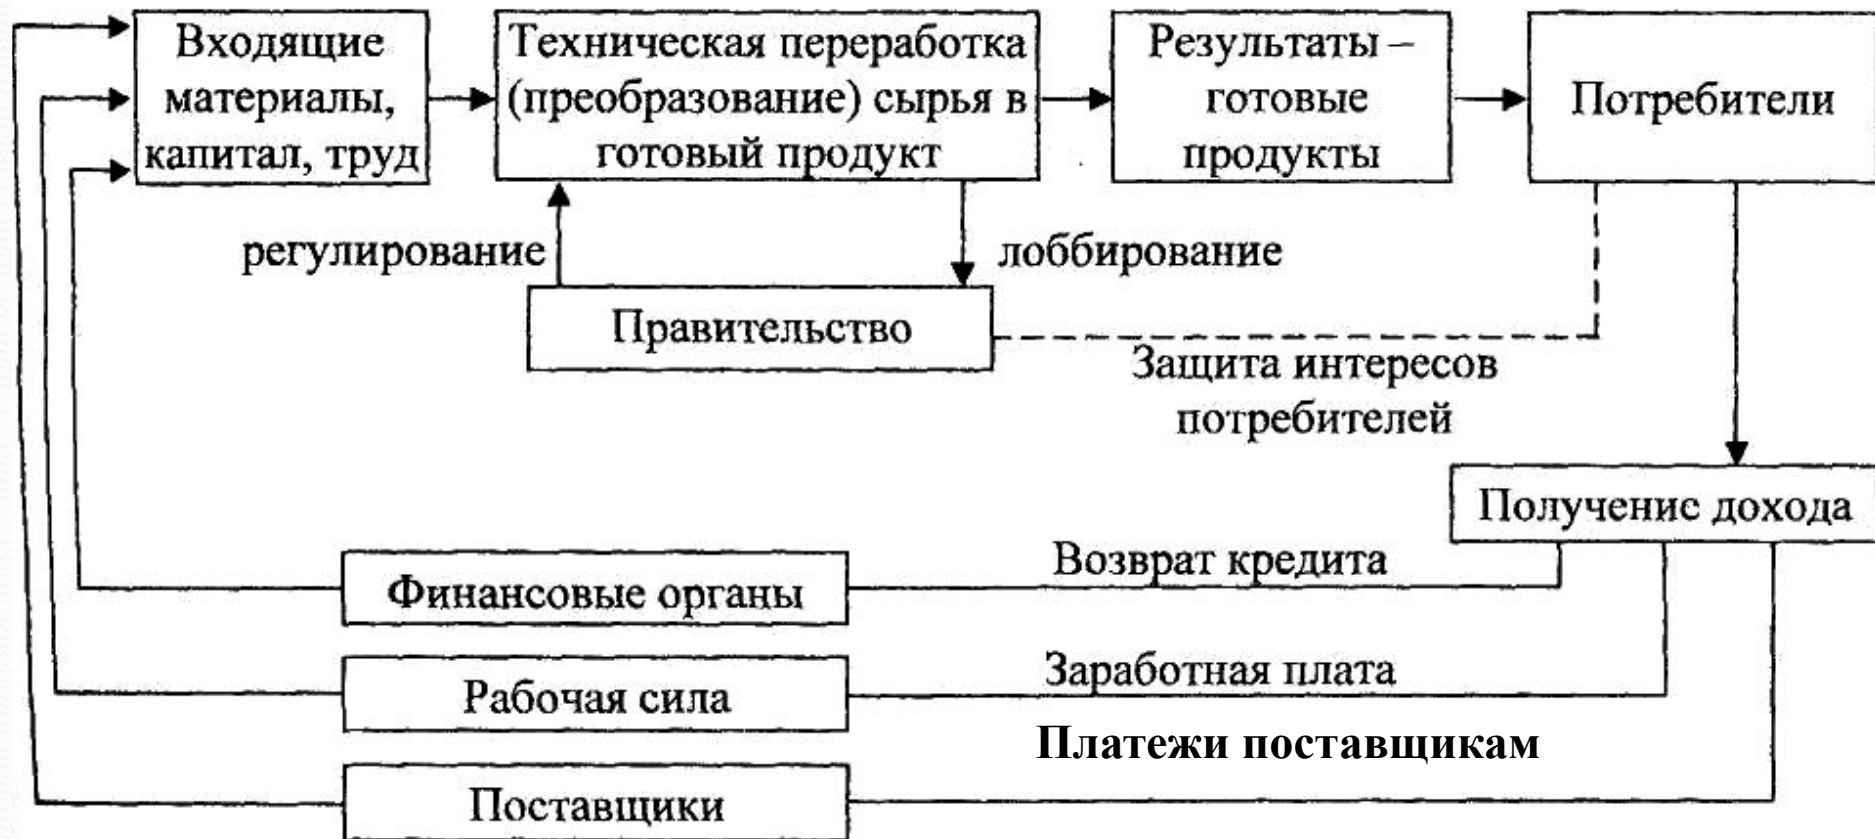 Входящие
материалы,
капитал, труд
Техническая переработка
(преобразование) сырья в
готовый продукт
Результаты –
готовые
продукты
Потребители
регулирование
лоббирование
Правительство
Защита интересов
потребителей
Получение дохода
Возврат кредита
Финансовые органы
Заработная плата
Рабочая сила
Платежи поставщикам
Поставщики